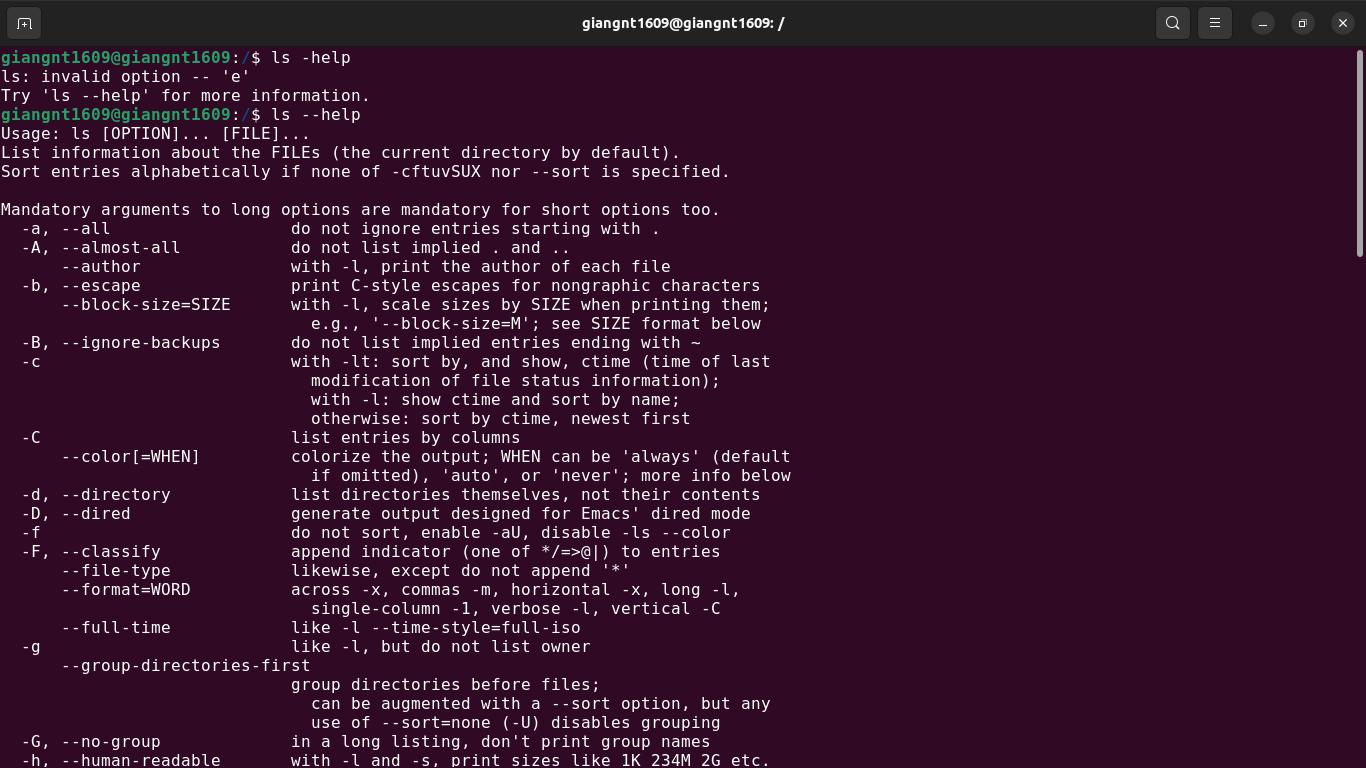 giangnt1609@giangnt1609: /
giangnt1609@giangnt1609:/$ ls -help
ls: invalid option -- 'e'
Try 'ls --help' for more information.
giangnt1609@giangnt1609:/$ ls --help
Usage: ls [OPTION]... [FILE]...
List information about the FILEs (the current directory by default).
Sort entries alphabetically if none of -cftuvSUX nor --sort is specified.

Mandatory arguments to long options are mandatory for short options too.
  -a, --all                  do not ignore entries starting with .
  -A, --almost-all           do not list implied . and ..
      --author               with -l, print the author of each file
  -b, --escape               print C-style escapes for nongraphic characters
      --block-size=SIZE      with -l, scale sizes by SIZE when printing them;
                               e.g., '--block-size=M'; see SIZE format below
  -B, --ignore-backups       do not list implied entries ending with ~
  -c                         with -lt: sort by, and show, ctime (time of last
                               modification of file status information);
                               with -l: show ctime and sort by name;
                               otherwise: sort by ctime, newest first
  -C                         list entries by columns
      --color[=WHEN]         colorize the output; WHEN can be 'always' (default
                               if omitted), 'auto', or 'never'; more info below
  -d, --directory            list directories themselves, not their contents
  -D, --dired                generate output designed for Emacs' dired mode
  -f                         do not sort, enable -aU, disable -ls --color
  -F, --classify             append indicator (one of */=>@|) to entries
      --file-type            likewise, except do not append '*'
      --format=WORD          across -x, commas -m, horizontal -x, long -l,
                               single-column -1, verbose -l, vertical -C
      --full-time            like -l --time-style=full-iso
  -g                         like -l, but do not list owner
      --group-directories-first
                             group directories before files;
                               can be augmented with a --sort option, but any
                               use of --sort=none (-U) disables grouping
  -G, --no-group             in a long listing, don't print group names
  -h, --human-readable       with -l and -s, print sizes like 1K 234M 2G etc.